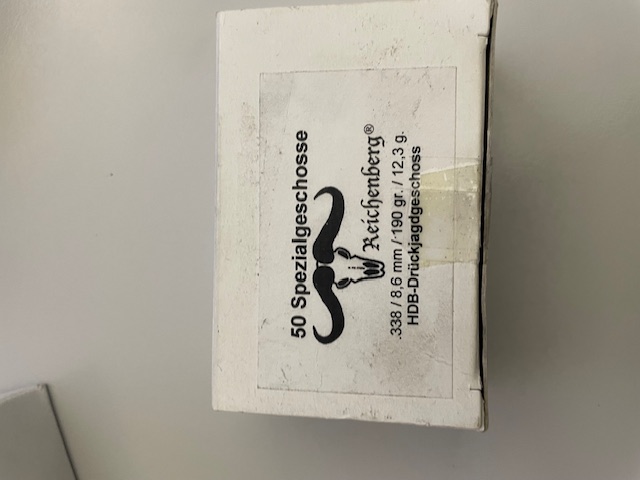 50 Spezialgeschosse
Reichenberg®
.338 / 8,6 mm / 190 gr. / 12,3 g.
HDB-Drückjagdgeschoss